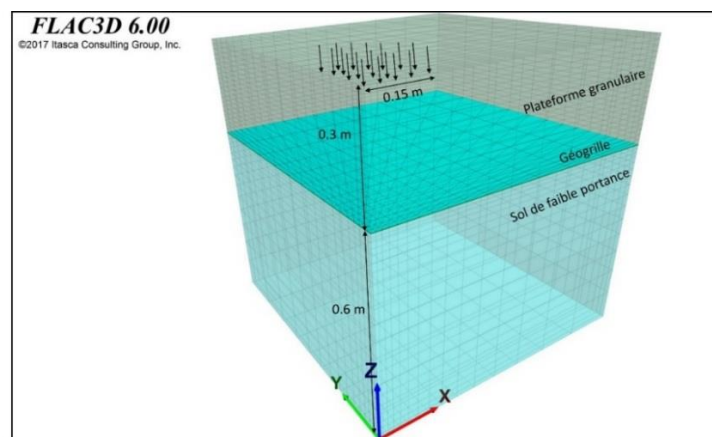 FLAC3D 6.00
©2017 Itasca Consulting Group, Inc.
0.15 m
Plateforme granulaire
0.3 m
Géogrille
Sol de faible portance
0.6 m
Z
Y
X